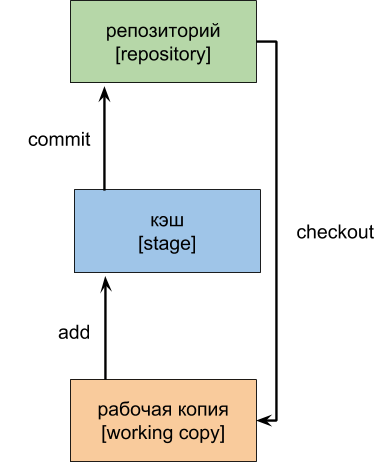 репозиторий
[repository]
commit
кэш
[stage]
checkout
add
рабочая копия
[working copy]